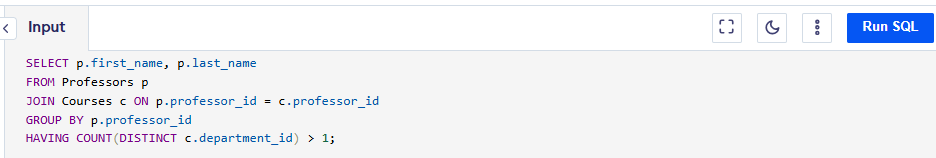 Input
Run SQL
SELECT p.first_name, p.last_name
FROM Professors p
JOIN Courses c ON p.professor_id = c.professor_id
GROUP BY p.professor_id
HAVING COUNT(DISTINCT c.department_id) > 1;